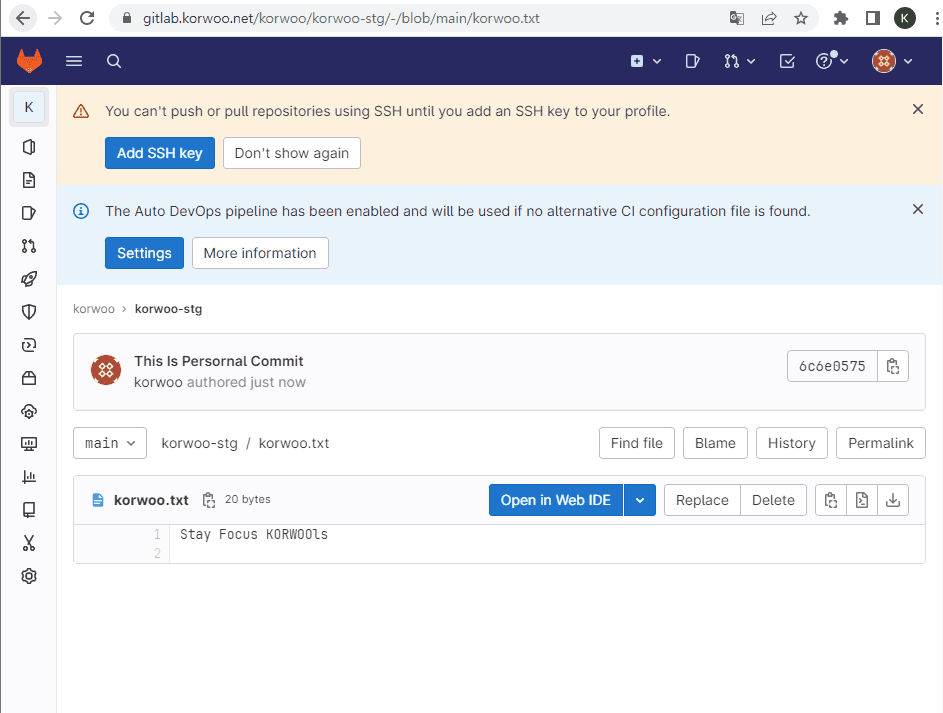 gitlab.korwoo.net/korwoo/korwoo-stg/-/blob/main/korwoo.txt
K
K
You can't push or pull repositories using SSH until you add an SSH key to your profile.
Add SSH key
Don't show again
The Auto DevOps pipeline has been enabled and will be used if no alternative CI configuration file is found.
Settings
More information
korwoo > korwoo-stg
This Is Persornal Commit
6c6e0575
korwoo authored just now
main
korwoo-stg / korwoo.txt
Find file
Blame
History
Permalink
korwoo.txt
20 bytes
Open in Web IDE
Replace
Delete
1 Stay Focus KORWOOls
2